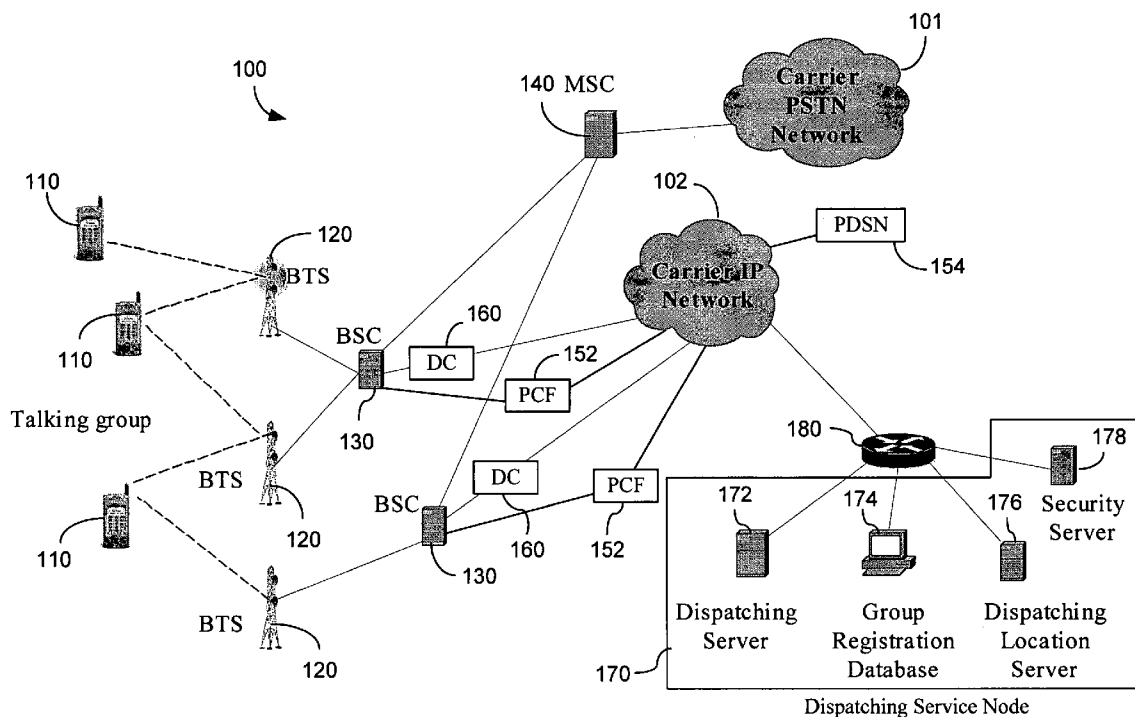 101
100
140
MSC
Carrier
PSTN
Network
110
102
120
BTS
PDSN
154
Carrier IP
Network
110
BSC
160
DC
152
PCF
130
Talking group
180
178
BTS
BSC
DC
PCF
172
174
176
Security
Server
110
120
160
152
130
Dispatching
Server
Group
Registration
Database
Dispatching
Location
Server
BTS
120
170
Dispatching Service Node